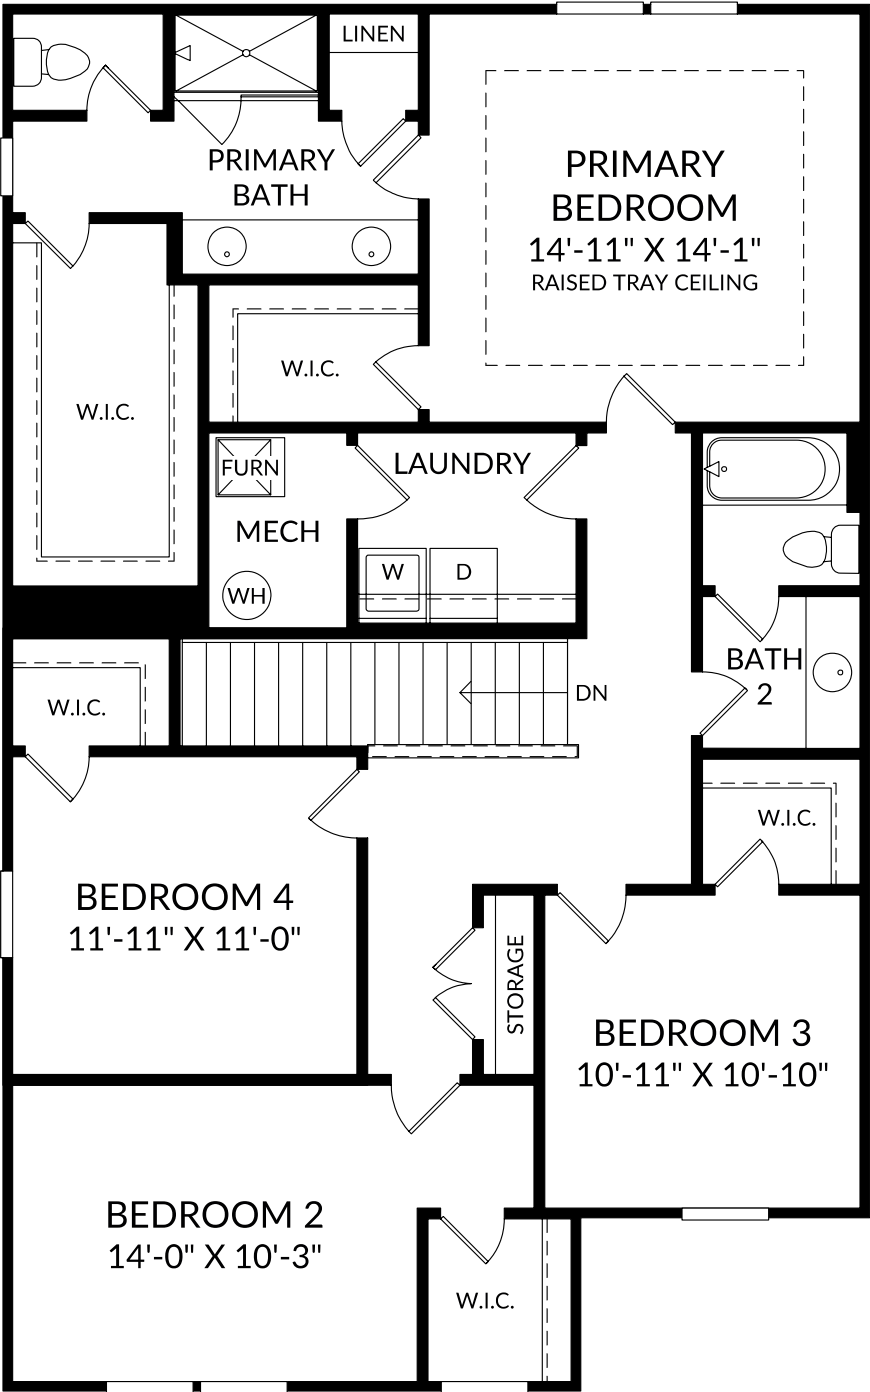 LINEN
PRIMARY
BATH
PRIMARY
BEDROOM
14'-11" X 14'-1"
RAISED TRAY CEILING
W.I.C.
W.I.C.
FURN
LAUNDRY
MECH
W
D
WH
BATH
2
W.I.C.
DN
W.I.C.
BEDROOM 4
11'-11" X 11'-0"
STORAGE
BEDROOM 3
10'-11" X 10'-10"
BEDROOM 2
14'-0" X 10'-3"
W.I.C.